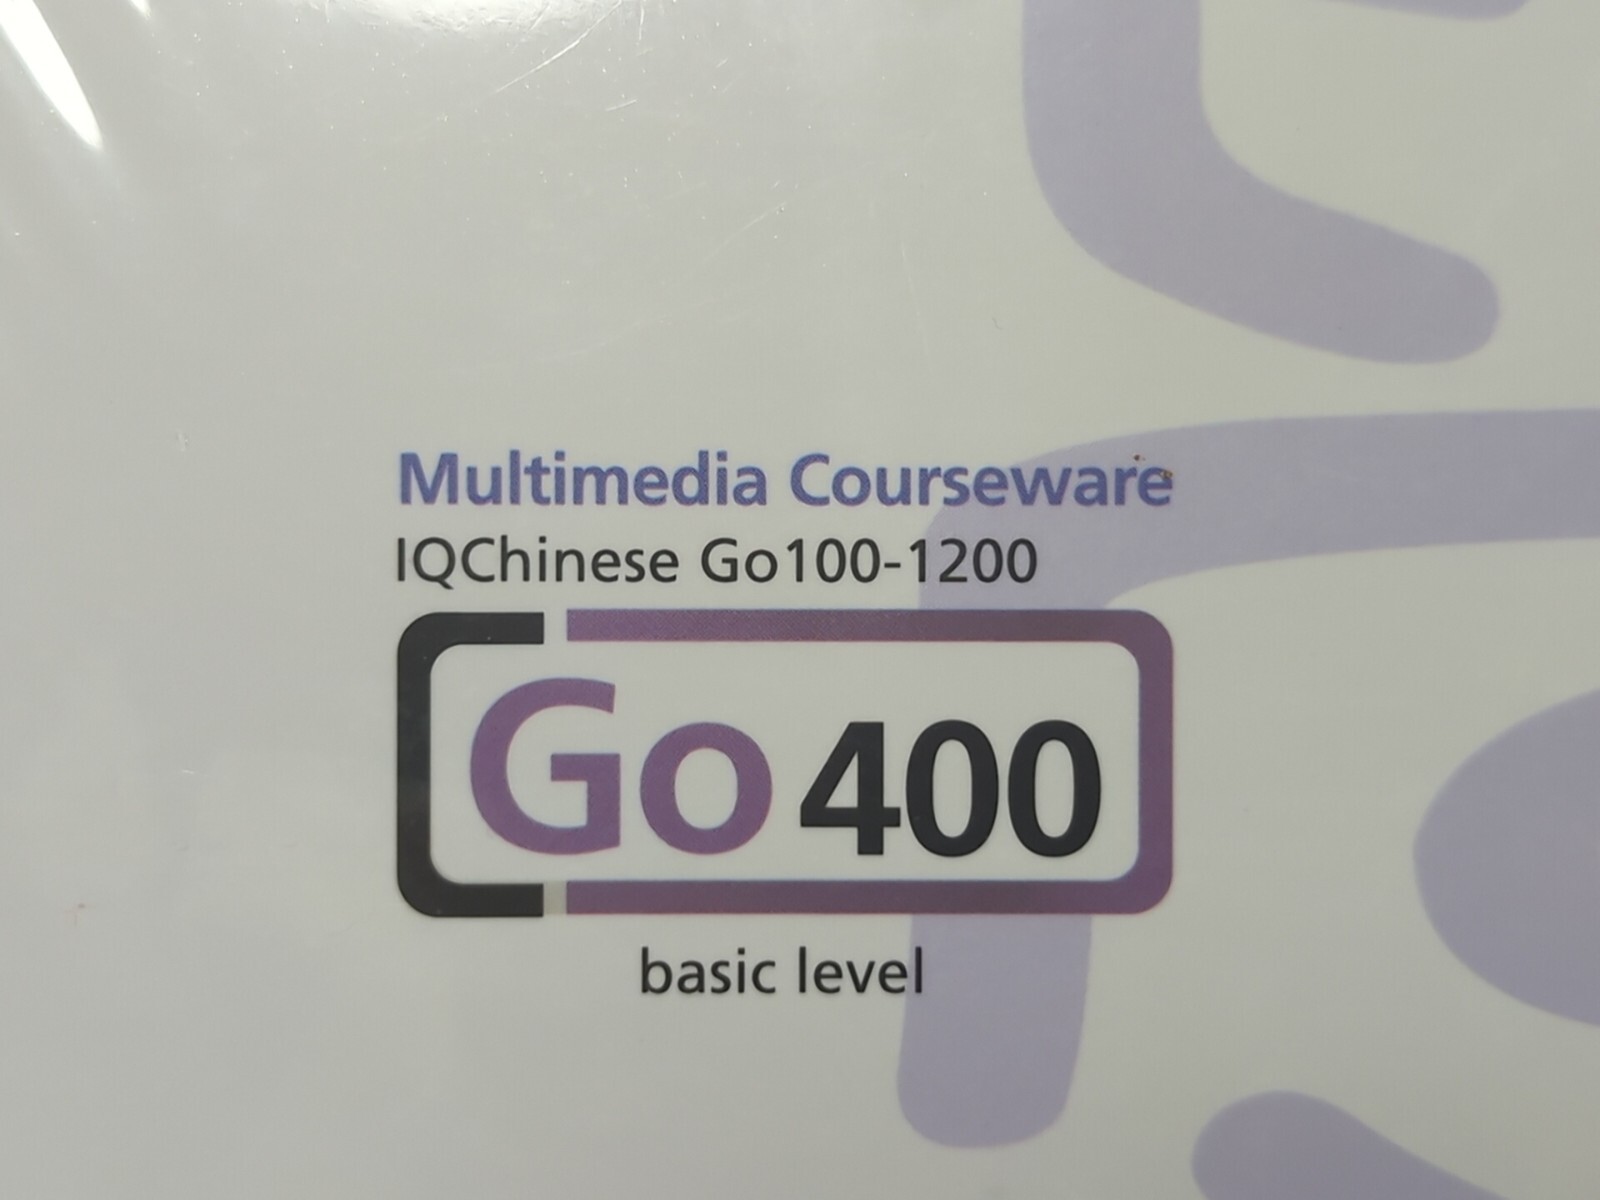 Multimedia Courseware
IQChinese Go100-1200
Go 400
basic level